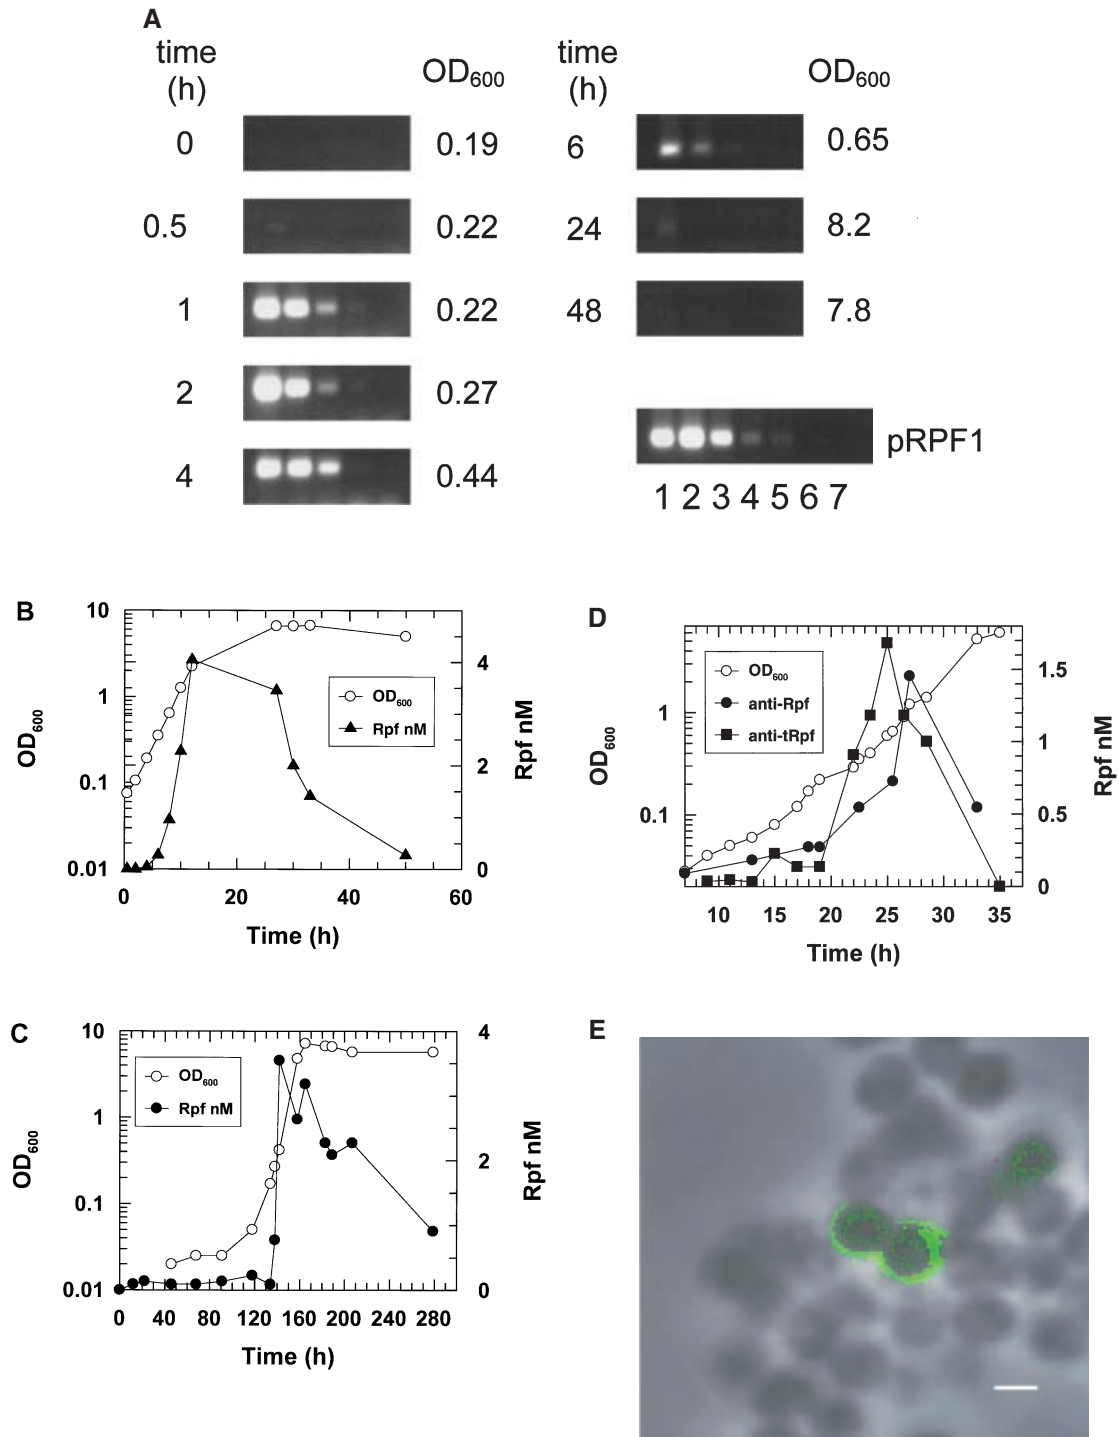 A
time
(h)
OD600
time
(h)
OD600
0
0.19
6
0.65
0.5
0.22
24
8.2
1
0.22
48
7.8
2
0.27
4
0.44
pRPF1
1 2 3 4 5 6 7
B
10
1
0.1
0.01
OD600
OD600
Rpf nM
4
2
0
Rpf nM
0 20 40 60
Time (h)
D
1
0.1
OD600
OD600
anti-Rpf
anti-tRpf
1.5
1
0.5
0
Rpf nM
10 15 20 25 30 35
Time (h)
C
10
1
0.1
0.01
OD600
OD600
Rpf nM
4
2
0
Rpf nM
0 40 80 120 160 200 240 280
Time (h)
E